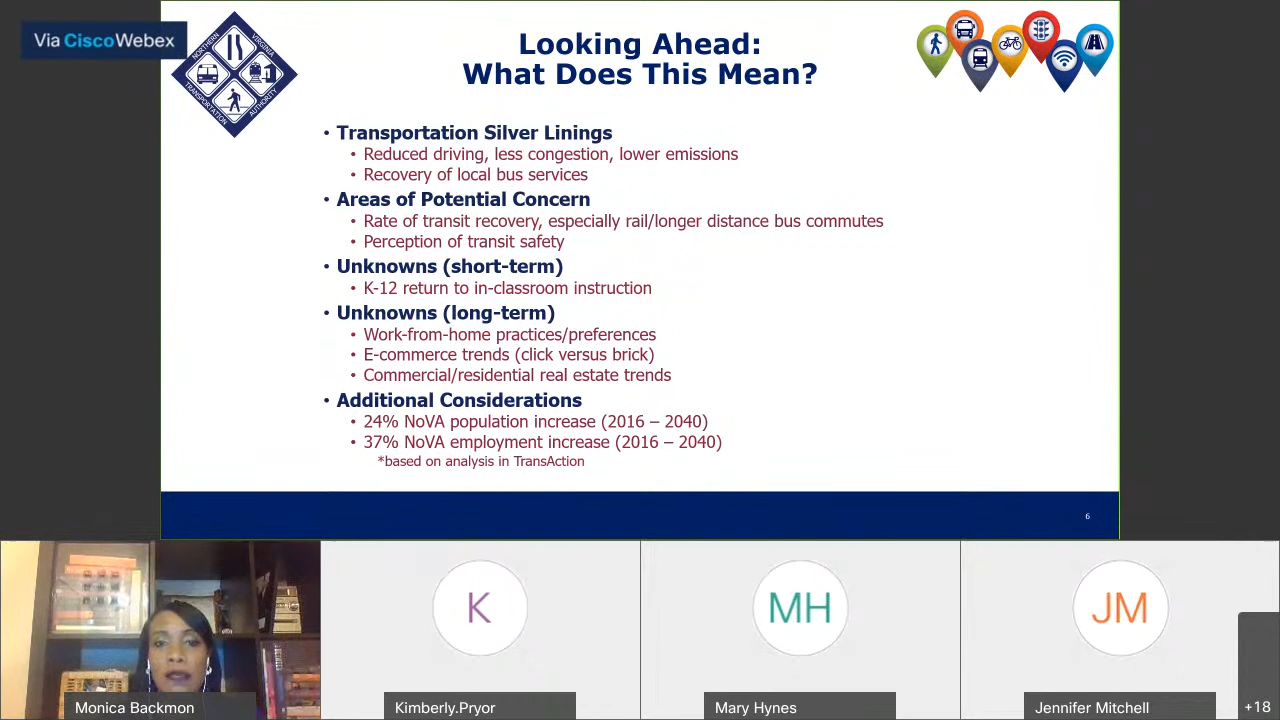 Via Cisco Webex
NORTHERN VIRGINIA
TRANSPORTATION AUTHORITY
Looking Ahead:
What Does This Mean?
• Transportation Silver Linings
• Reduced driving, less congestion, lower emissions
• Recovery of local bus services
• Areas of Potential Concern
• Rate of transit recovery, especially rail/longer distance bus commutes
• Perception of transit safety
• Unknowns (short-term)
• K-12 return to in-classroom instruction
• Unknowns (long-term)
• Work-from-home practices/preferences
• E-commerce trends (click versus brick)
• Commercial/residential real estate trends
• Additional Considerations
• 24% NoVA population increase (2016 – 2040)
• 37% NoVA employment increase (2016 – 2040)
*based on analysis in TransAction
6
K
MH
JM
Monica Backmon
Kimberly.Pryor
Mary Hynes
Jennifer Mitchell
+18